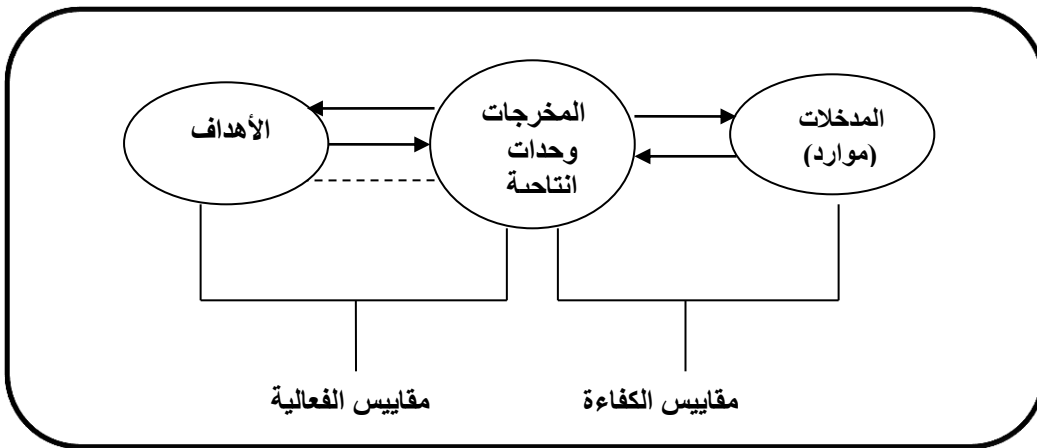 المدخلات
(موارد)
المخرجات
وحدات
انتاجية
الأهداف
مقاييس الكفاءة
مقاييس الفعالية